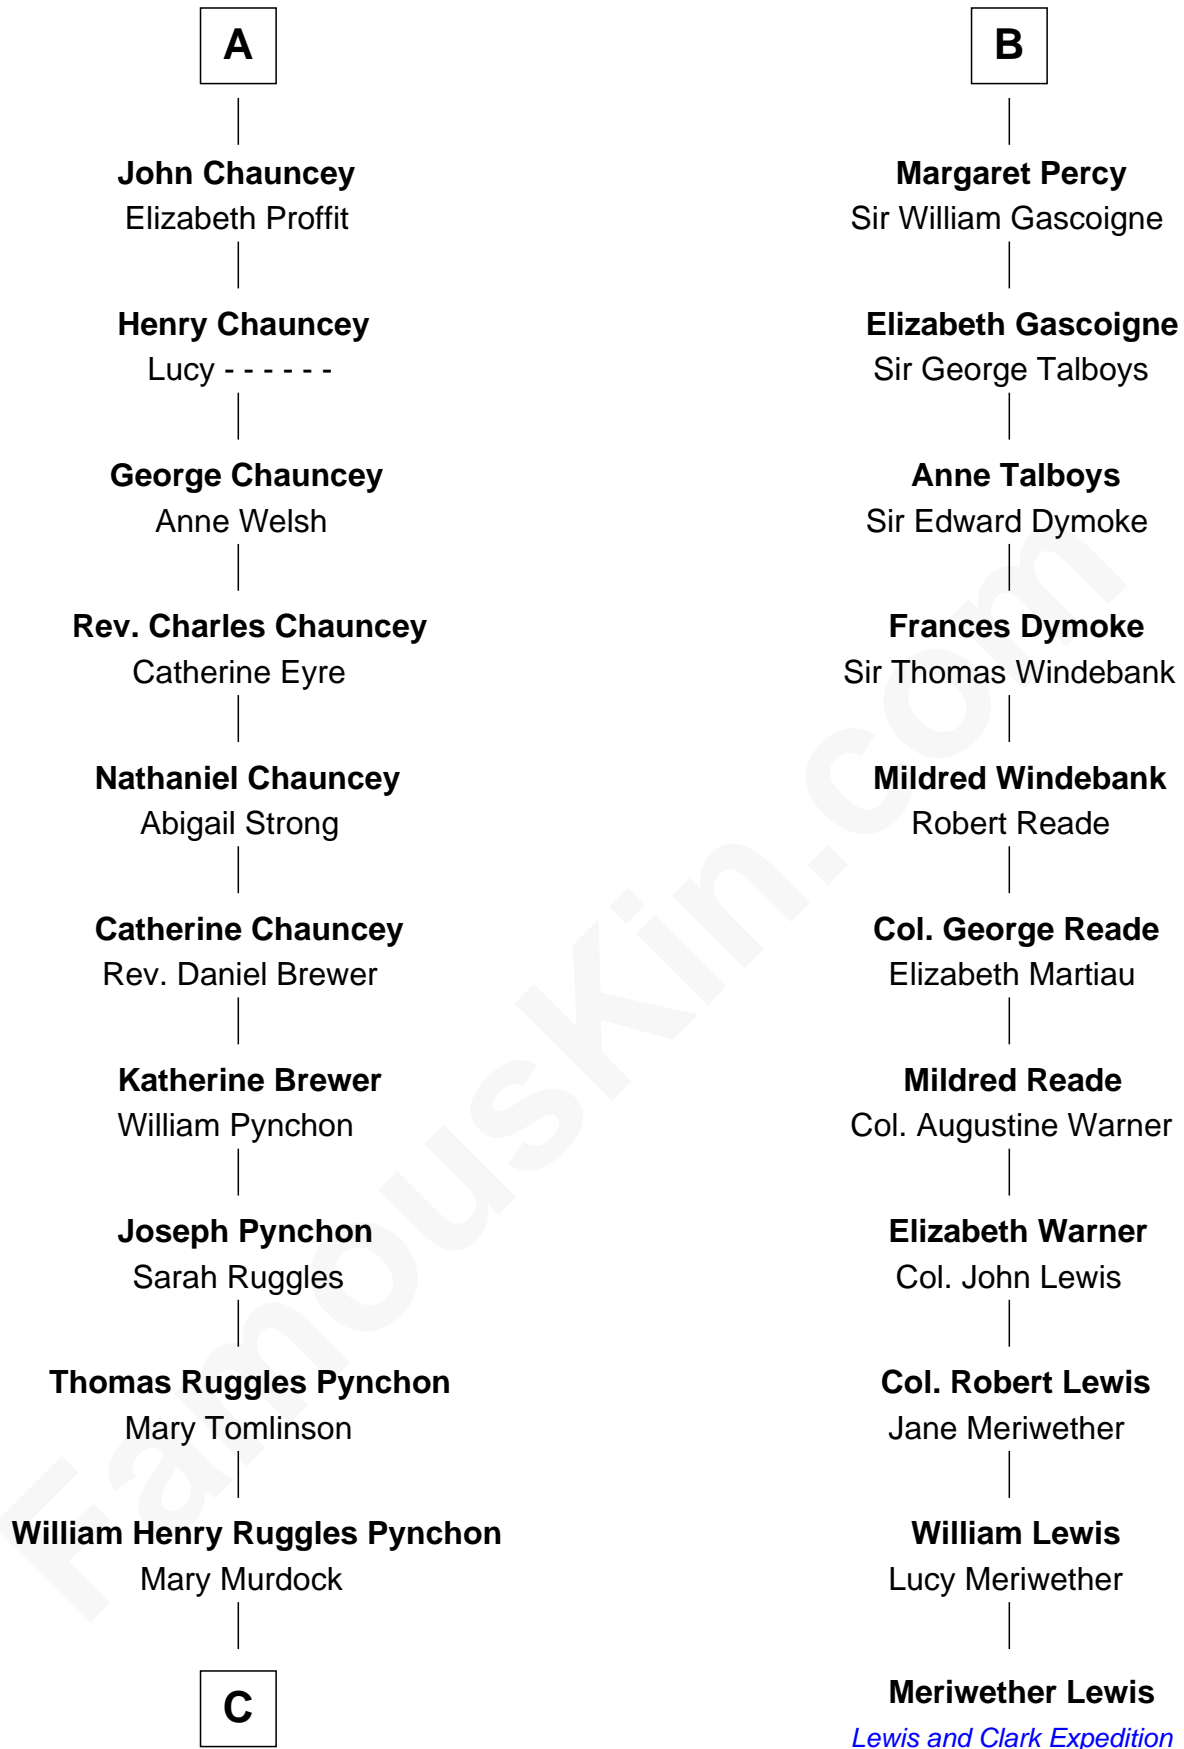 A
John Chauncey
Elizabeth Proffit
Henry Chauncey
Lucy - - - - - -
George Chauncey
Anne Welsh
Rev. Charles Chauncey
Catherine Eyre
Nathaniel Chauncey
Abigail Strong
Catherine Chauncey
Rev. Daniel Brewer
Katherine Brewer
William Pynchon
Joseph Pynchon
Sarah Ruggles
Thomas Ruggles Pynchon
Mary Tomlinson
William Henry Ruggles Pynchon
Mary Murdock
C
B
Margaret Percy
Sir William Gascoigne
Elizabeth Gascoigne
Sir George Talboys
Anne Talboys
Sir Edward Dymoke
Frances Dymoke
Sir Thomas Windebank
Mildred Windebank
Robert Reade
Col. George Reade
Elizabeth Martiau
Mildred Reade
Col. Augustine Warner
Elizabeth Warner
Col. John Lewis
Col. Robert Lewis
Jane Meriwether
William Lewis
Lucy Meriwether
Meriwether Lewis
Lewis and Clark Expedition
FamousKin.com